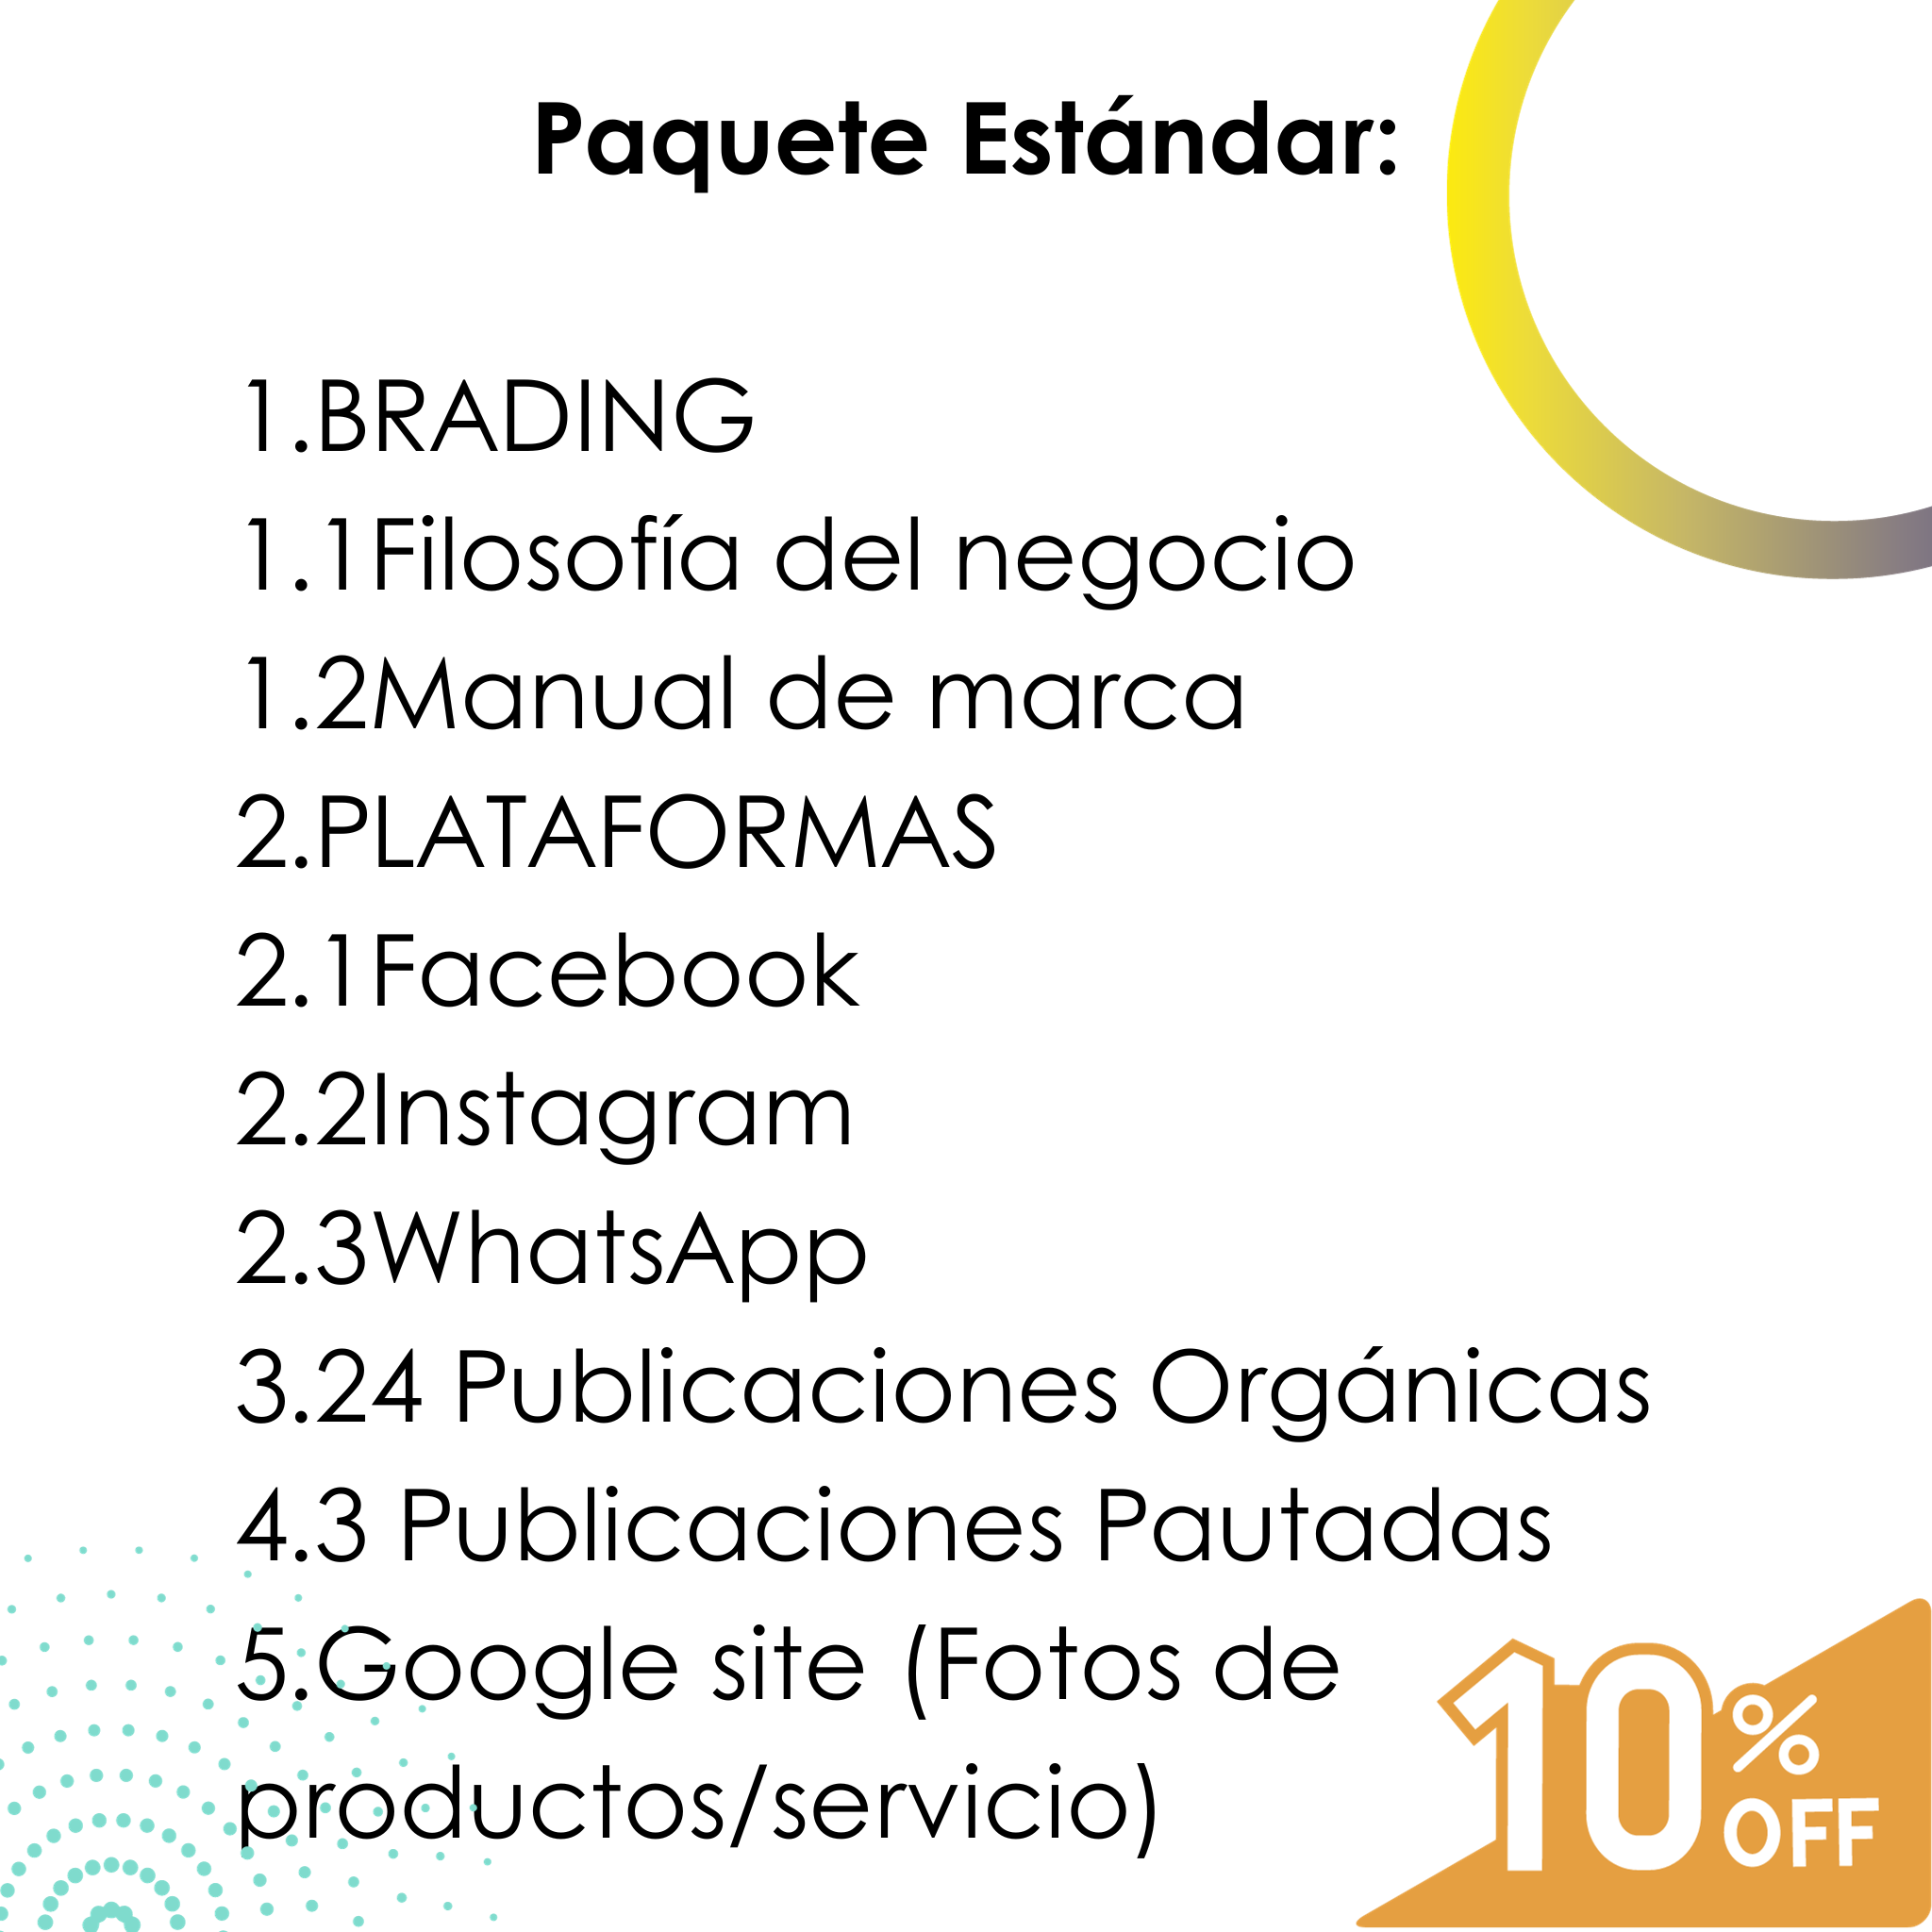 Paquete Estándar:
1.BRADING
1.1Filosofía del negocio
1.2Manual de marca
2.PLATAFORMAS
2.1Facebook
2.2Instagram
2.3WhatsApp
3.24 Publicaciones Orgánicas
4.3 Publicaciones Pautadas
5.Google site (Fotos de
productos/servicio)
10%
OFF